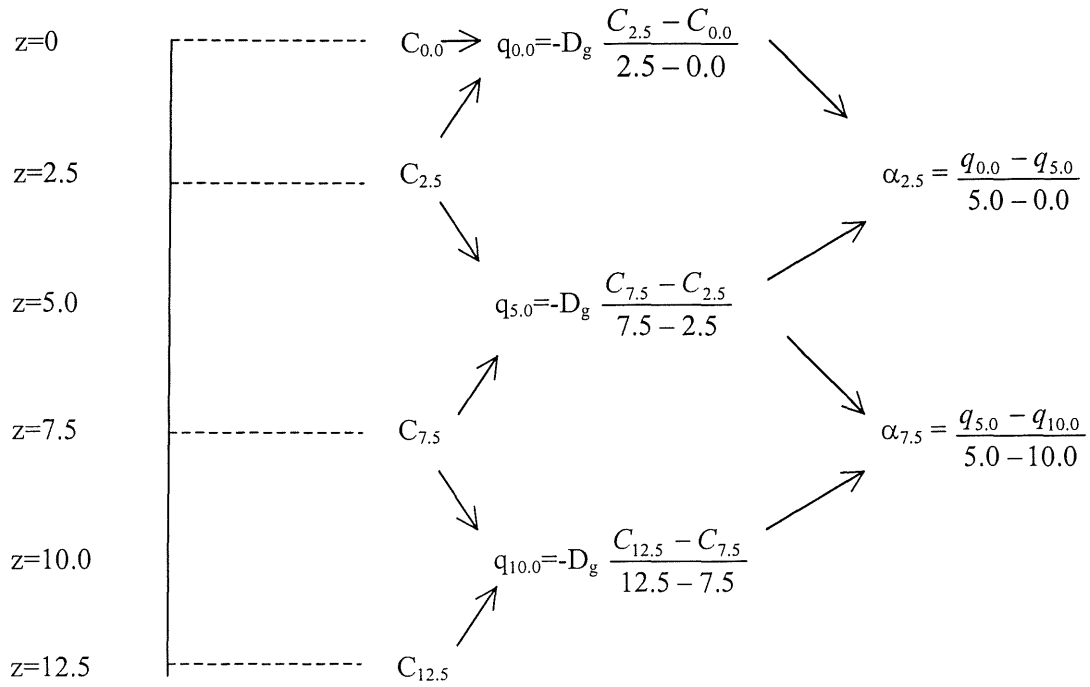 z=0 C₀.₀ q₀.₀=-D_g (C₂.₅ − C₀.₀)/(2.5 − 0.0)
z=2.5 C₂.₅ α₂.₅ = (q₀.₀ − q₅.₀)/(5.0 − 0.0)
z=5.0 q₅.₀=-D_g (C₇.₅ − C₂.₅)/(7.5 − 2.5)
z=7.5 C₇.₅ α₇.₅ = (q₅.₀ − q₁₀.₀)/(5.0 − 10.0)
z=10.0 q₁₀.₀=-D_g (C₁₂.₅ − C₇.₅)/(12.5 − 7.5)
z=12.5 C₁₂.₅